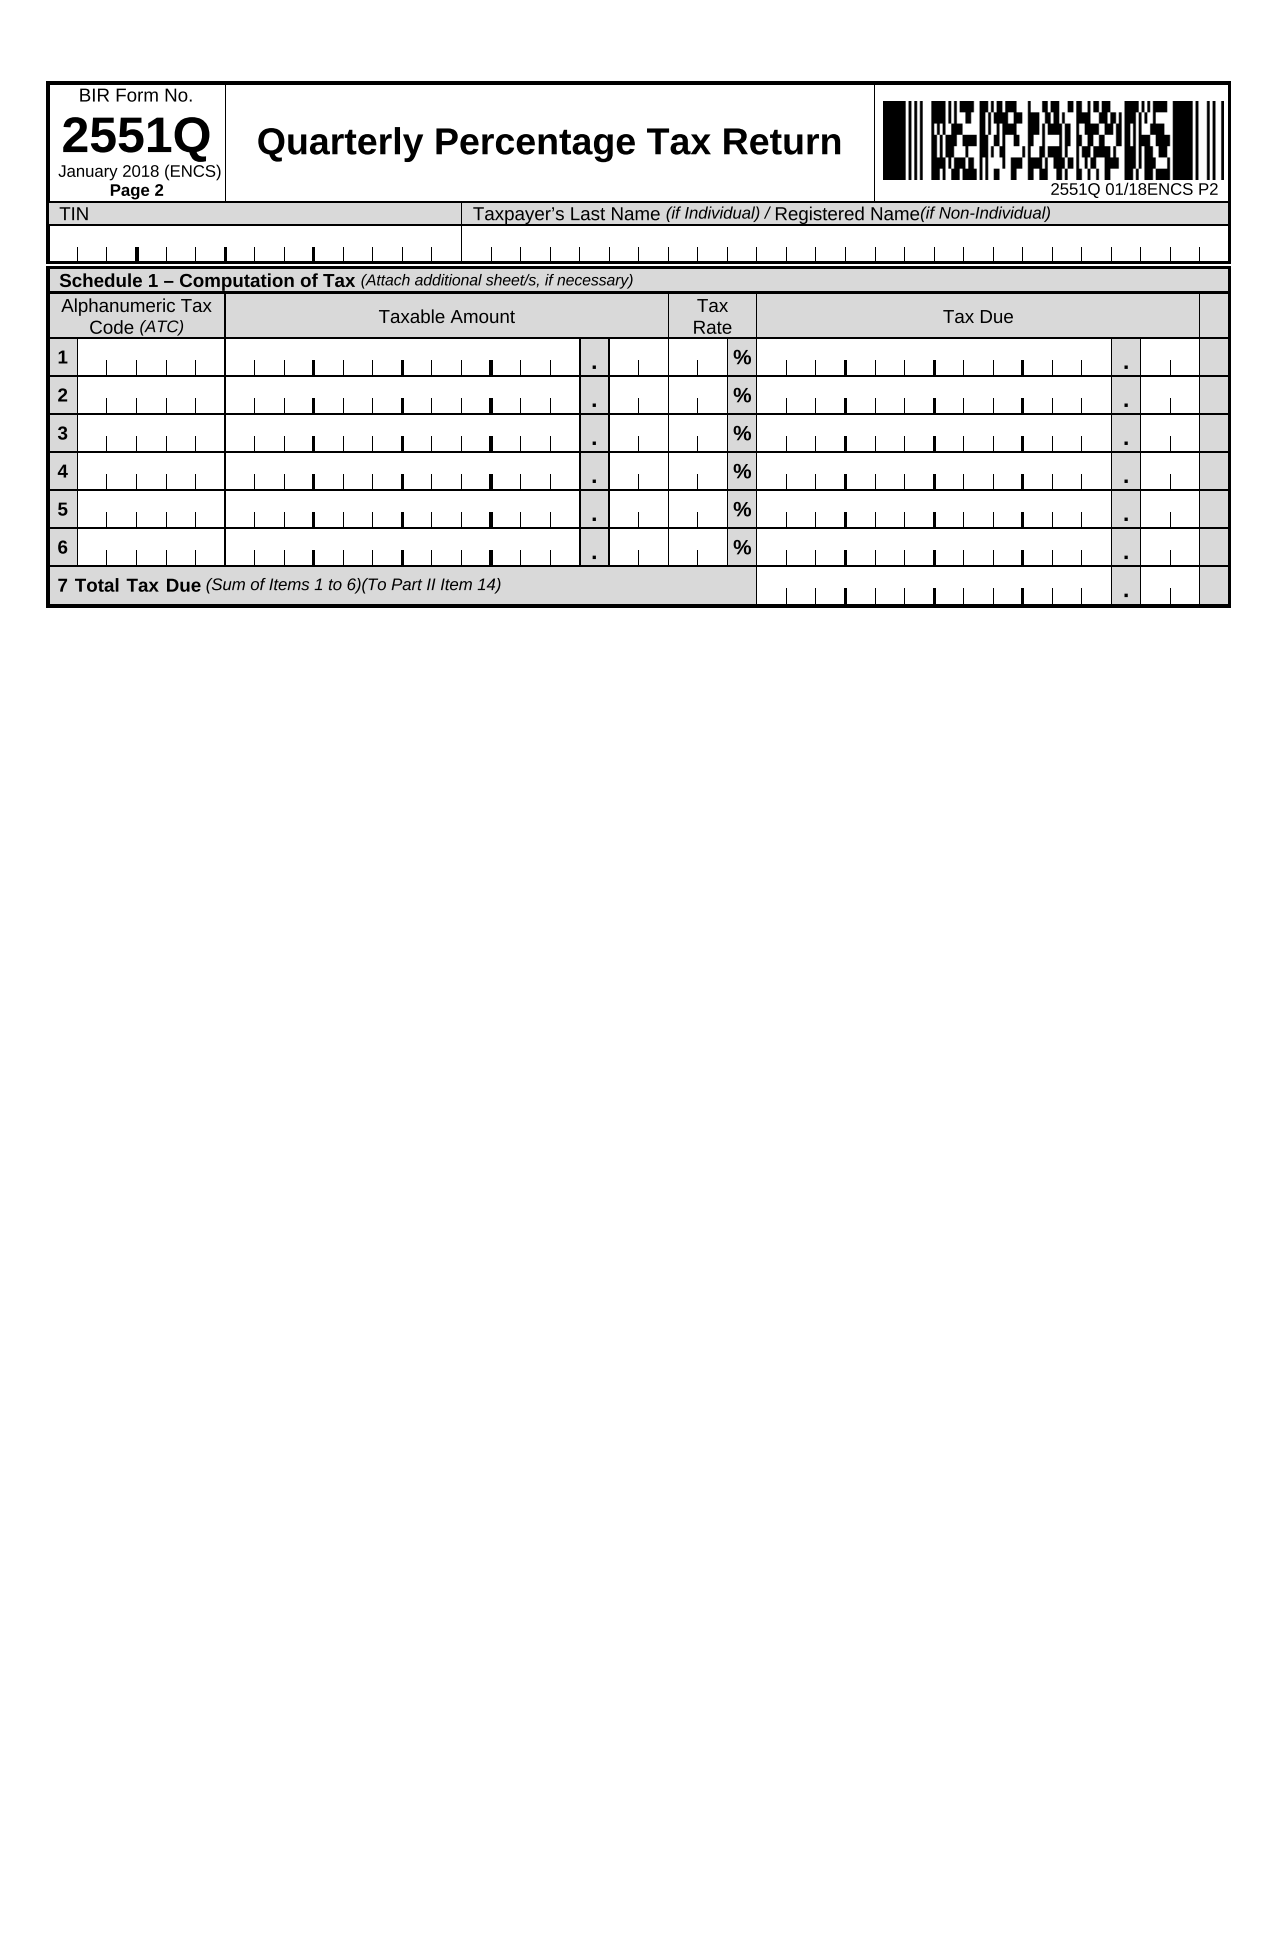 BIR Form No.
2551Q
January 2018 (ENCS)
Page 2
Quarterly Percentage Tax Return
2551Q 01/18ENCS P2
TIN
Taxpayer’s Last Name (if Individual) / Registered Name(if Non-Individual)
Schedule 1 – Computation of Tax (Attach additional sheet/s, if necessary)
Alphanumeric Tax
Code (ATC)
Taxable Amount
Tax
Rate
Tax Due
1 . % .
2 . % .
3 . % .
4 . % .
5 . % .
6 . % .
7 Total Tax Due (Sum of Items 1 to 6)(To Part II Item 14) .